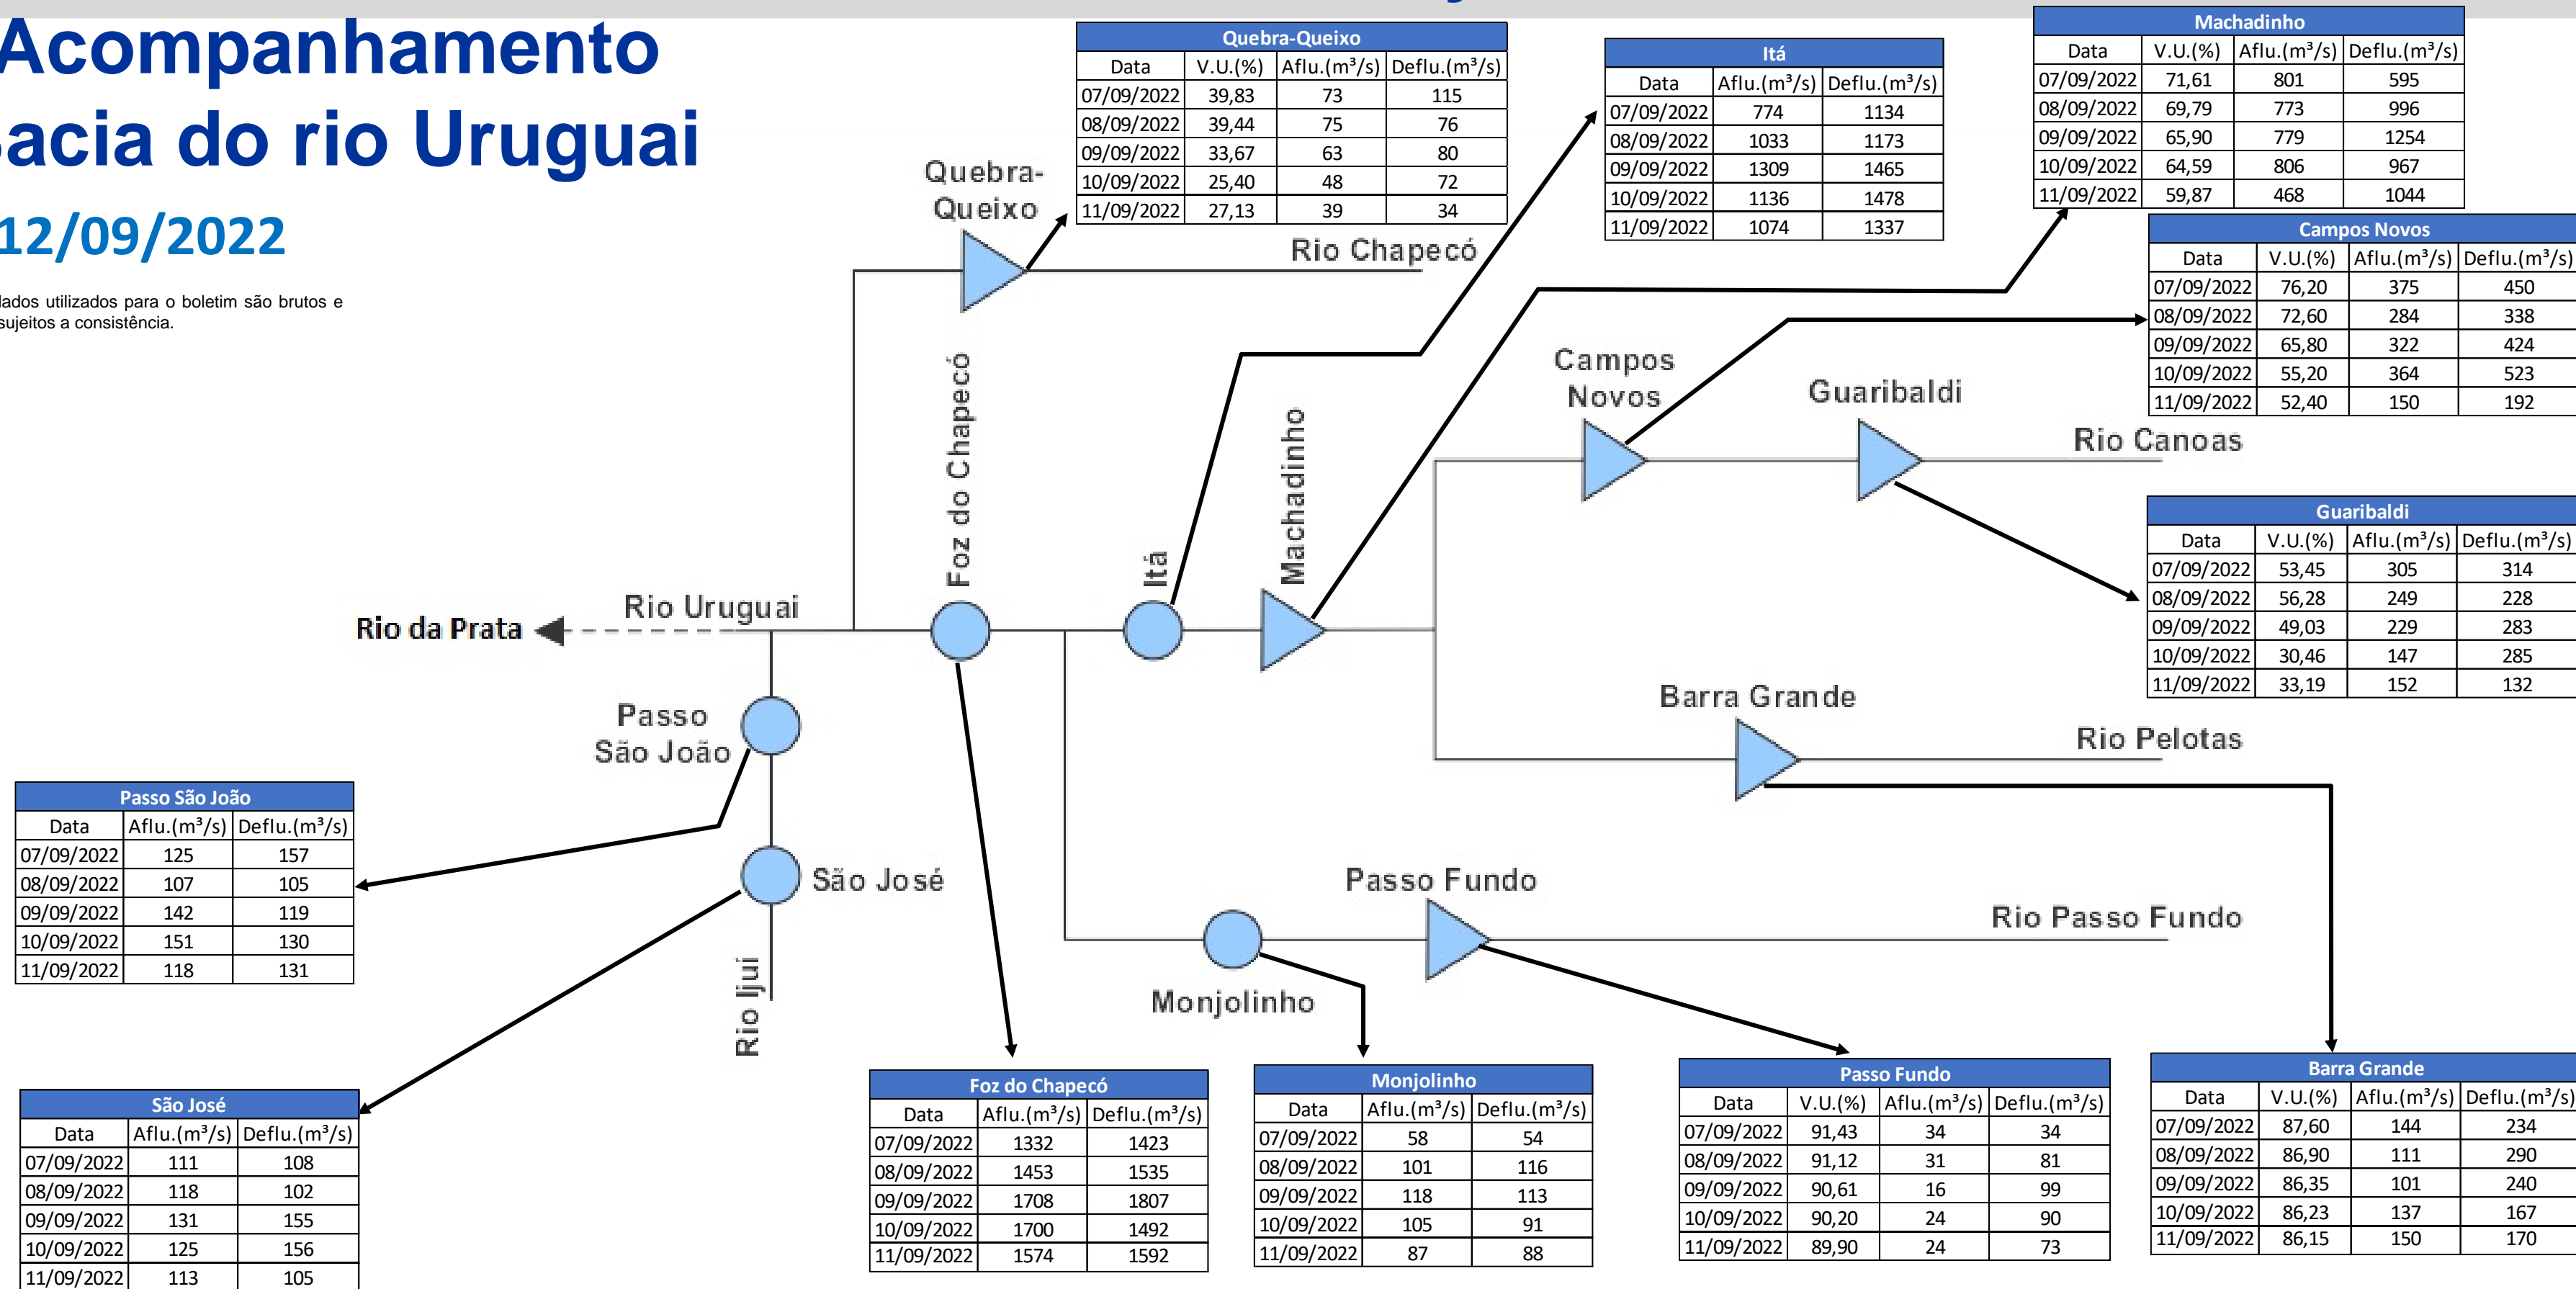 Acompanhamento
acia do rio Uruguai
12/09/2022
dados utilizados para o boletim são brutos e
sujeitos a consistência.
Quebra-Queixo
Data V.U.(%) Aflu.(m³/s) Deflu.(m³/s)
07/09/2022 39,83 73 115
08/09/2022 39,44 75 76
09/09/2022 33,67 63 80
10/09/2022 25,40 48 72
11/09/2022 27,13 39 34
Itá
Data Aflu.(m³/s) Deflu.(m³/s)
07/09/2022 774 1134
08/09/2022 1033 1173
09/09/2022 1309 1465
10/09/2022 1136 1478
11/09/2022 1074 1337
Machadinho
Data V.U.(%) Aflu.(m³/s) Deflu.(m³/s)
07/09/2022 71,61 801 595
08/09/2022 69,79 773 996
09/09/2022 65,90 779 1254
10/09/2022 64,59 806 967
11/09/2022 59,87 468 1044
Campos Novos
Data V.U.(%) Aflu.(m³/s) Deflu.(m³/s)
07/09/2022 76,20 375 450
08/09/2022 72,60 284 338
09/09/2022 65,80 322 424
10/09/2022 55,20 364 523
11/09/2022 52,40 150 192
Quebra-
Queixo
Rio Chapecó
Foz do Chapecó
Itá
Machadinho
Campos
Novos
Guaribaldi
Rio Canoas
Guaribaldi
Data V.U.(%) Aflu.(m³/s) Deflu.(m³/s)
07/09/2022 53,45 305 314
08/09/2022 56,28 249 228
09/09/2022 49,03 229 283
10/09/2022 30,46 147 285
11/09/2022 33,19 152 132
Rio da Prata
Rio Uruguai
Passo
São João
Barra Grande
Rio Pelotas
Passo São João
Data Aflu.(m³/s) Deflu.(m³/s)
07/09/2022 125 157
08/09/2022 107 105
09/09/2022 142 119
10/09/2022 151 130
11/09/2022 118 131
São José
Rio Ijuí
Passo Fundo
Rio Passo Fundo
Monjolinho
São José
Data Aflu.(m³/s) Deflu.(m³/s)
07/09/2022 111 108
08/09/2022 118 102
09/09/2022 131 155
10/09/2022 125 156
11/09/2022 113 105
Foz do Chapecó
Data Aflu.(m³/s) Deflu.(m³/s)
07/09/2022 1332 1423
08/09/2022 1453 1535
09/09/2022 1708 1807
10/09/2022 1700 1492
11/09/2022 1574 1592
Monjolinho
Data Aflu.(m³/s) Deflu.(m³/s)
07/09/2022 58 54
08/09/2022 101 116
09/09/2022 118 113
10/09/2022 105 91
11/09/2022 87 88
Passo Fundo
Data V.U.(%) Aflu.(m³/s) Deflu.(m³/s)
07/09/2022 91,43 34 34
08/09/2022 91,12 31 81
09/09/2022 90,61 16 99
10/09/2022 90,20 24 90
11/09/2022 89,90 24 73
Barra Grande
Data V.U.(%) Aflu.(m³/s) Deflu.(m³/s)
07/09/2022 87,60 144 234
08/09/2022 86,90 111 290
09/09/2022 86,35 101 240
10/09/2022 86,23 137 167
11/09/2022 86,15 150 170